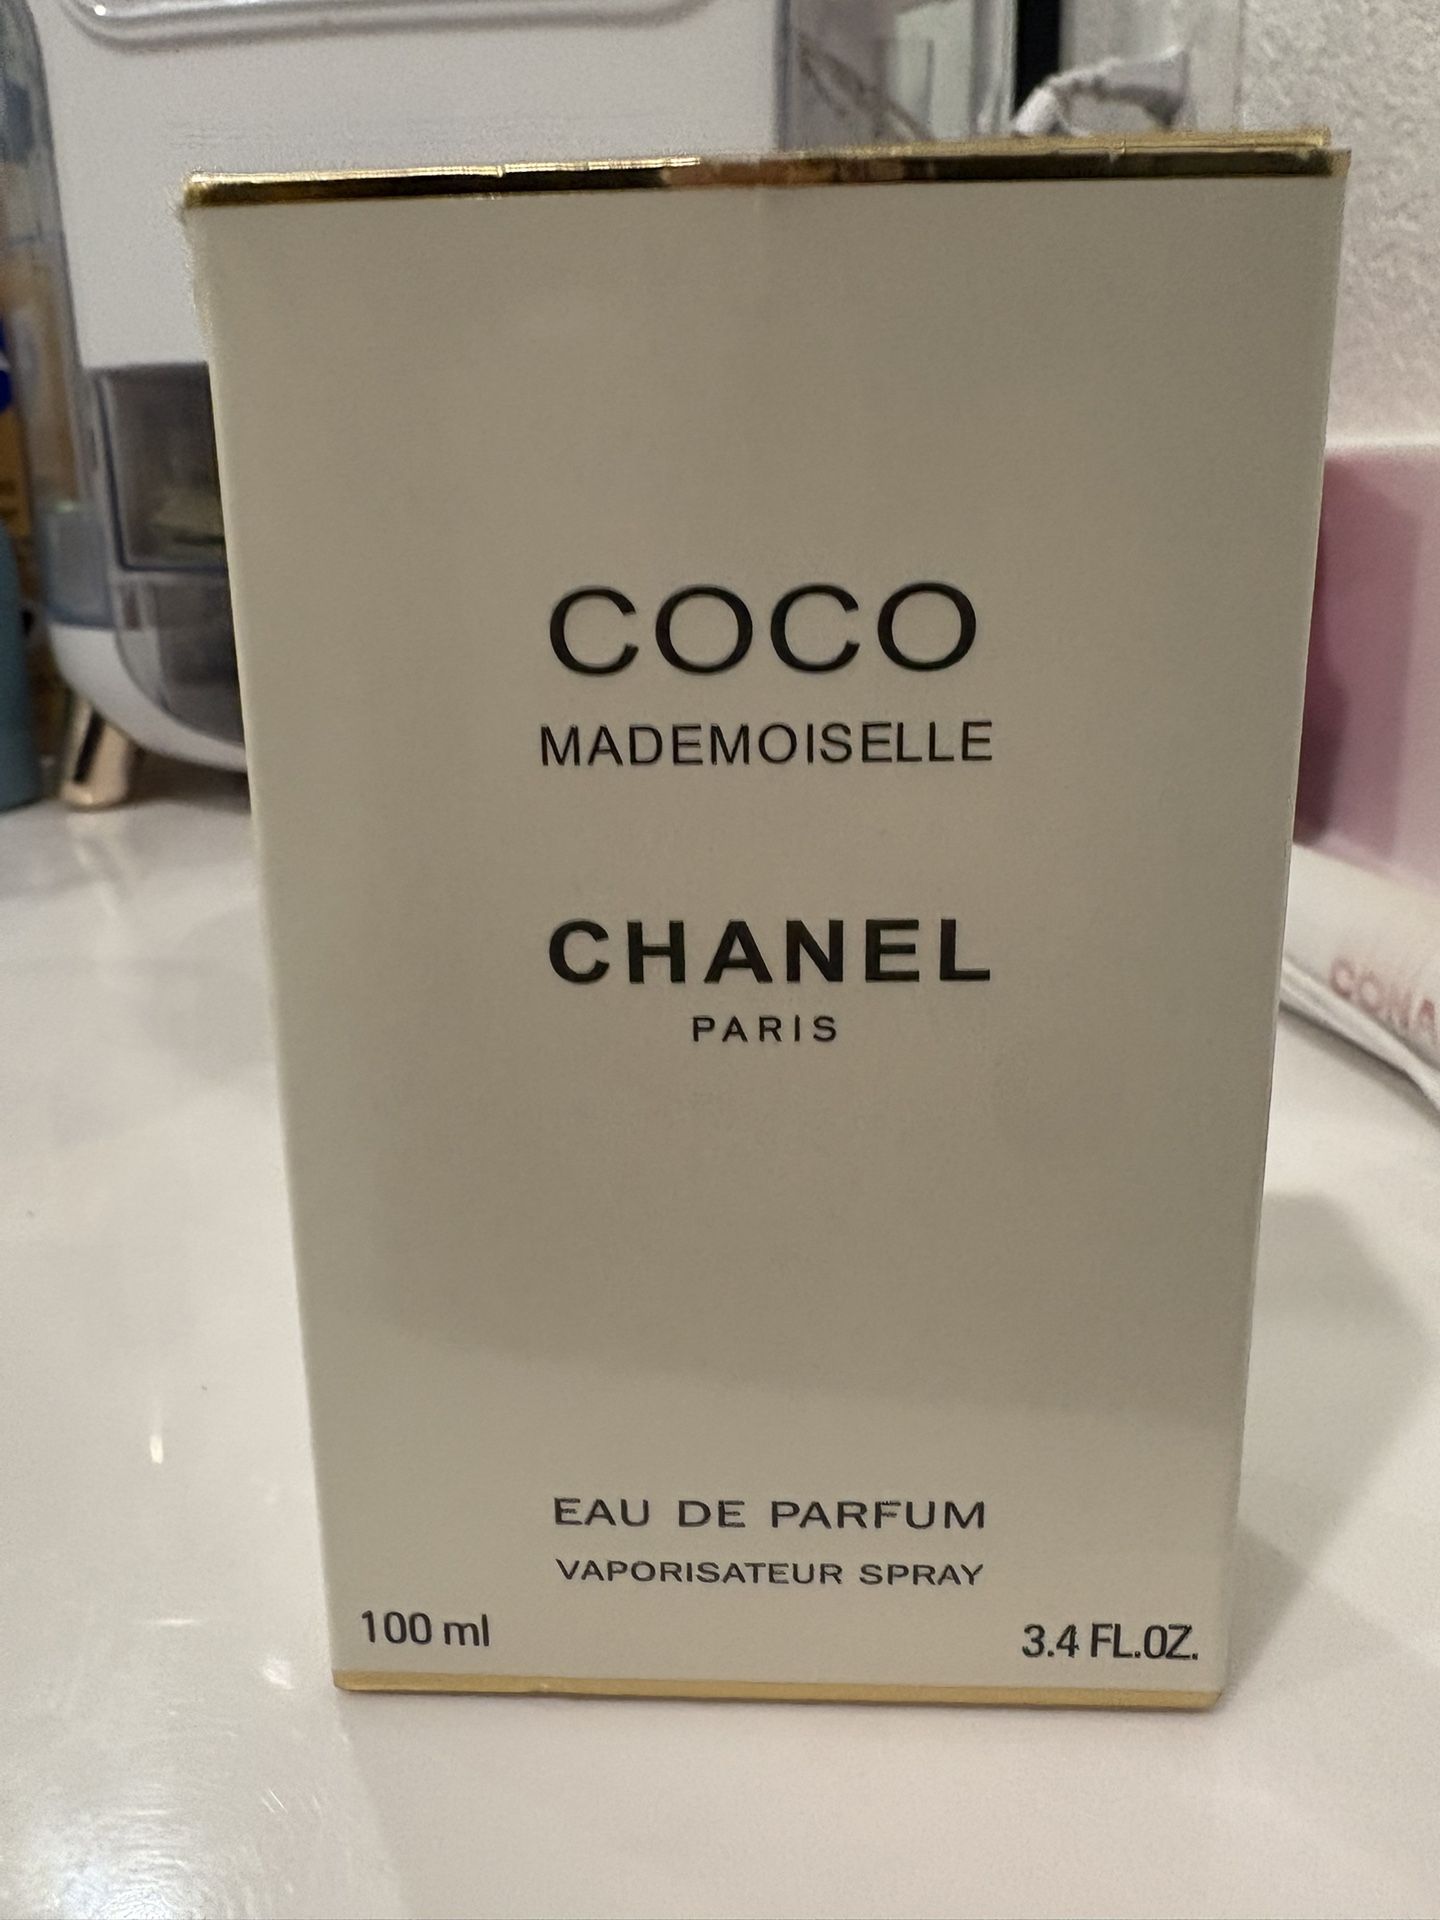 COCO
MADEMOISELLE
CHANEL
PARIS
EAU DE PARFUM
VAPORISATEUR SPRAY
100 ml 3.4 FL.OZ.